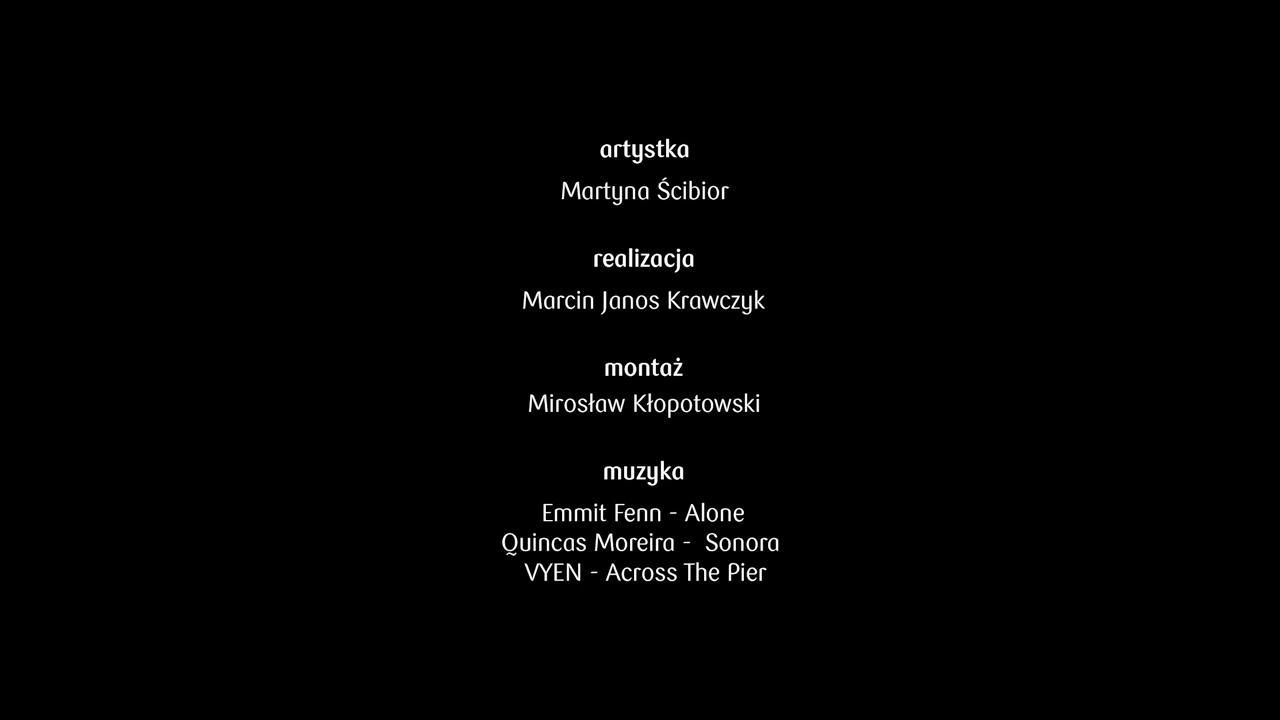 artystka
Martyna Ścibior
realizacja
Marcin Janos Krawczyk
montaż
Mirosław Kłopotowski
muzyka
Emmit Fenn - Alone
Quincas Moreira -  Sonora
VYEN - Across The Pier